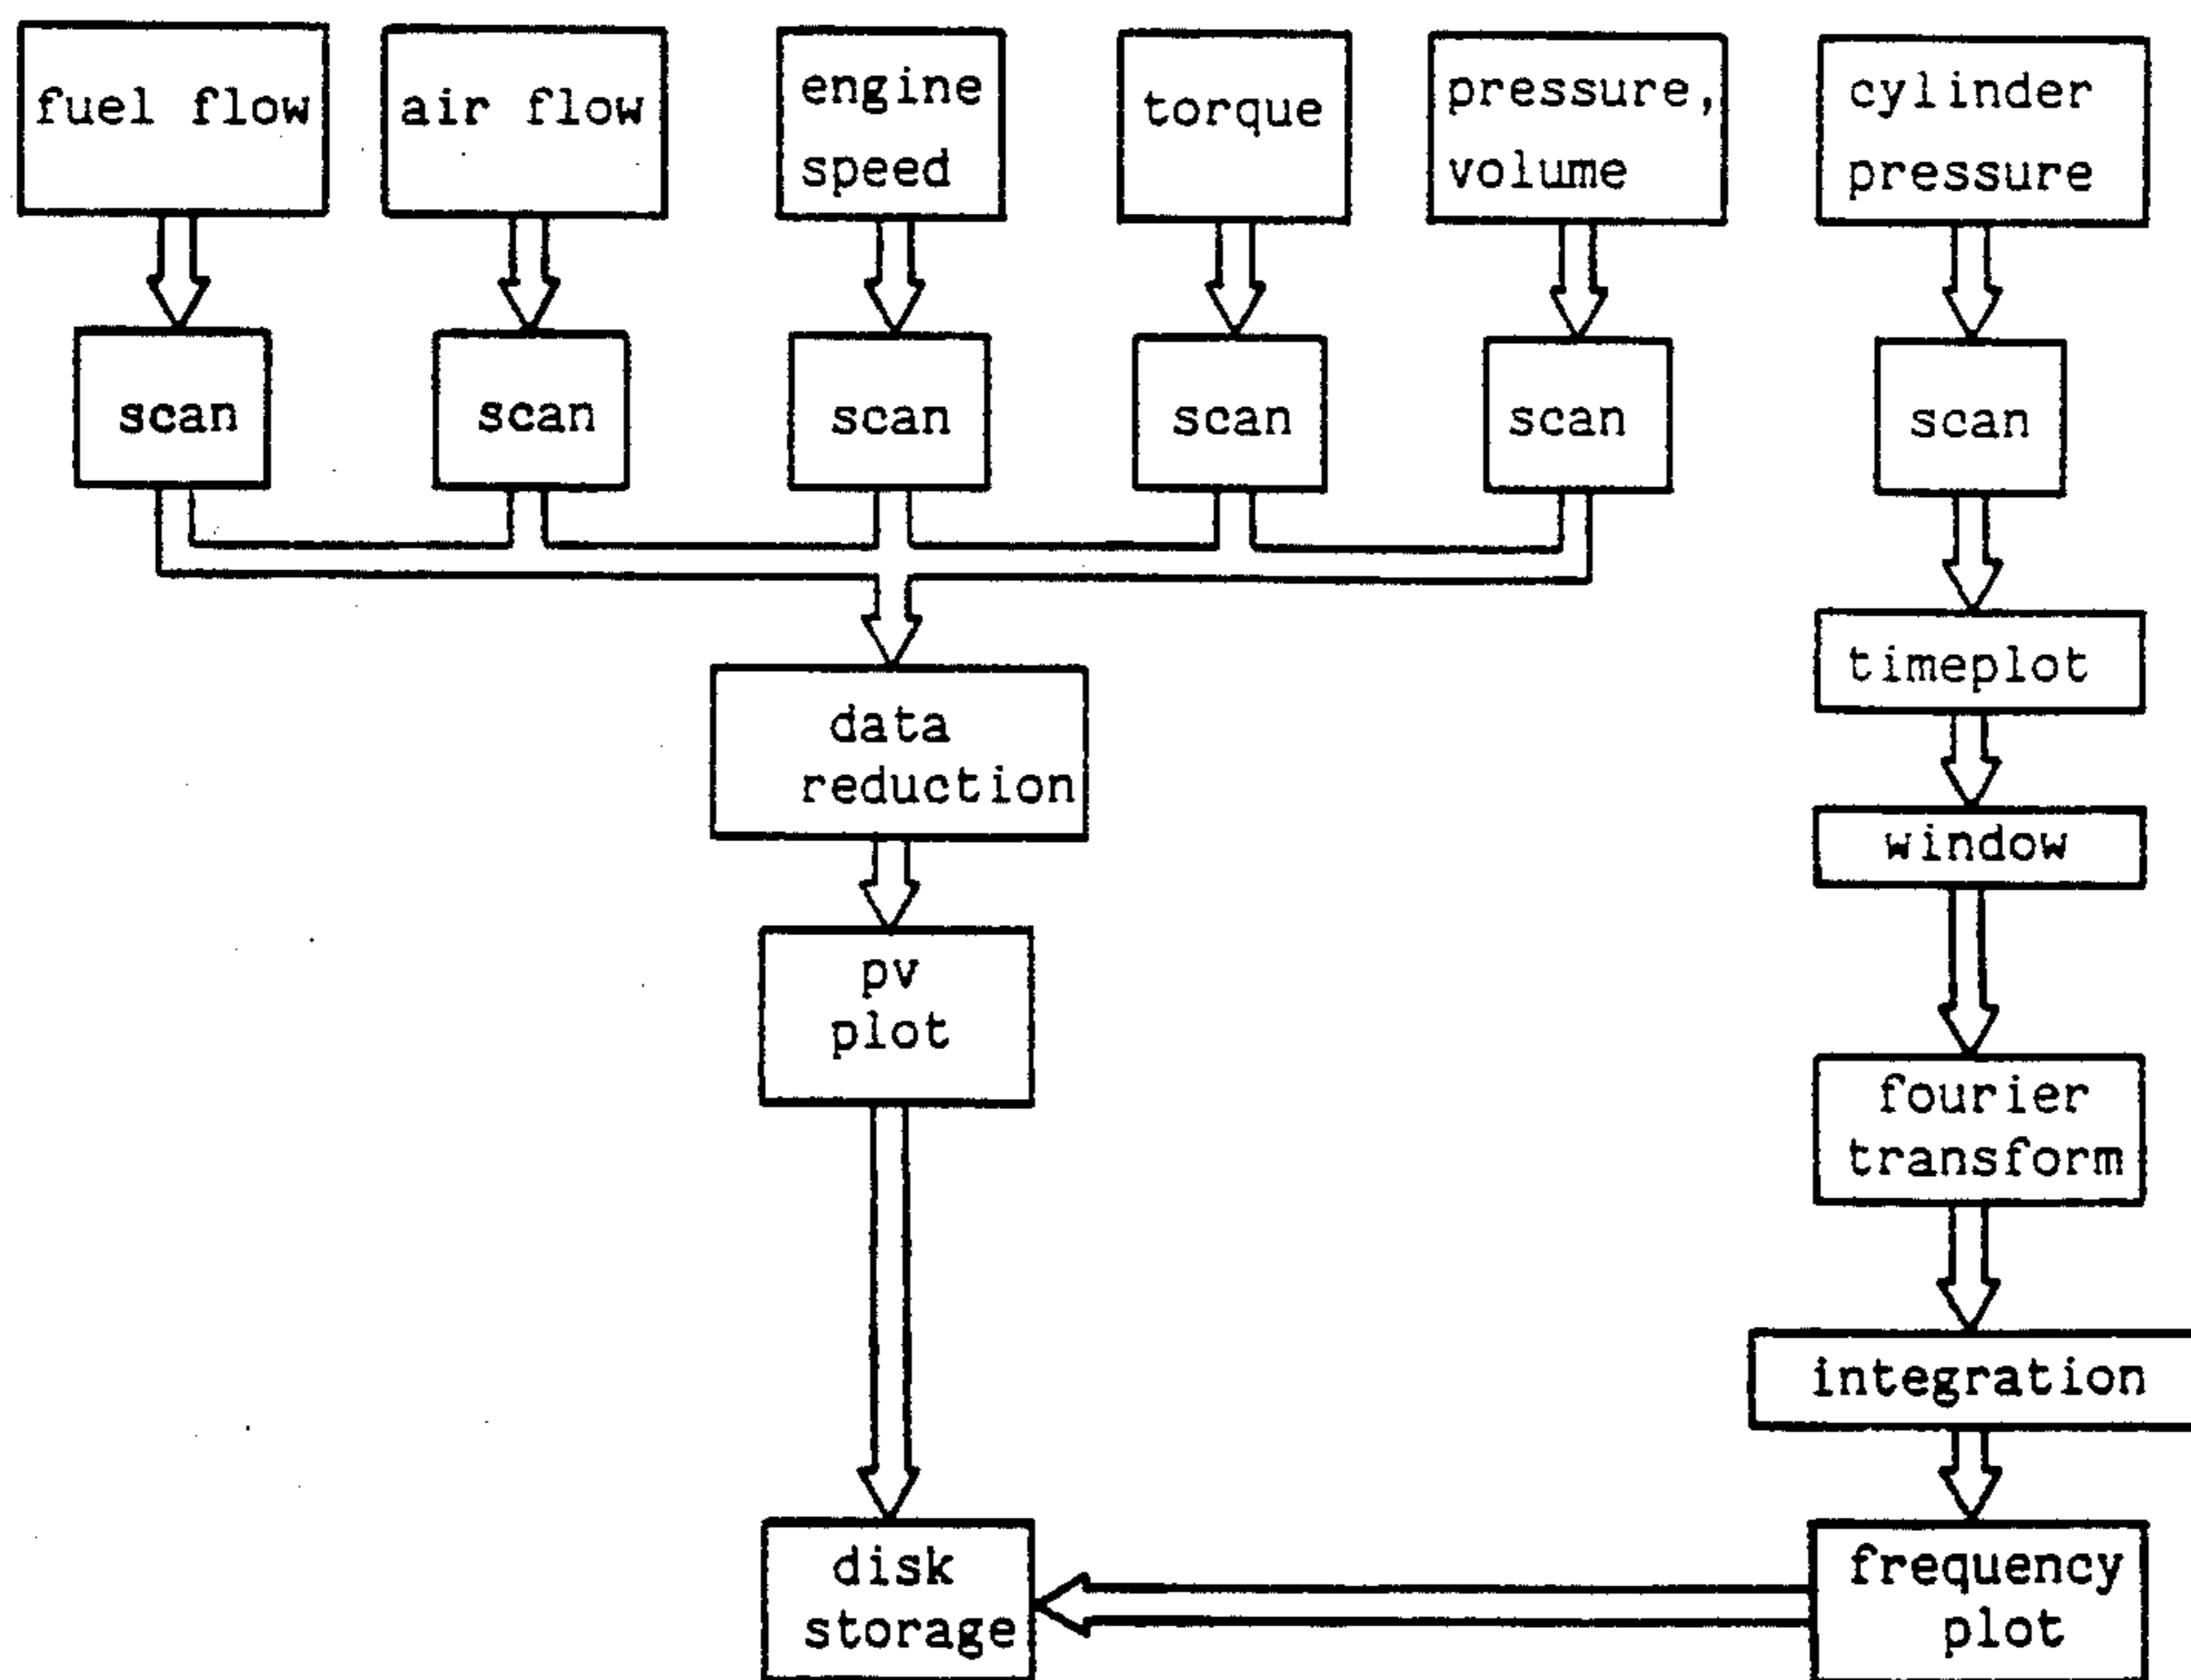 fuel flow
air flow
engine
speed
torque
pressure,
volume
cylinder
pressure
scan
scan
scan
scan
scan
scan
timeplot
data
reduction
window
pv
plot
fourier
transform
integration
disk
storage
frequency
plot